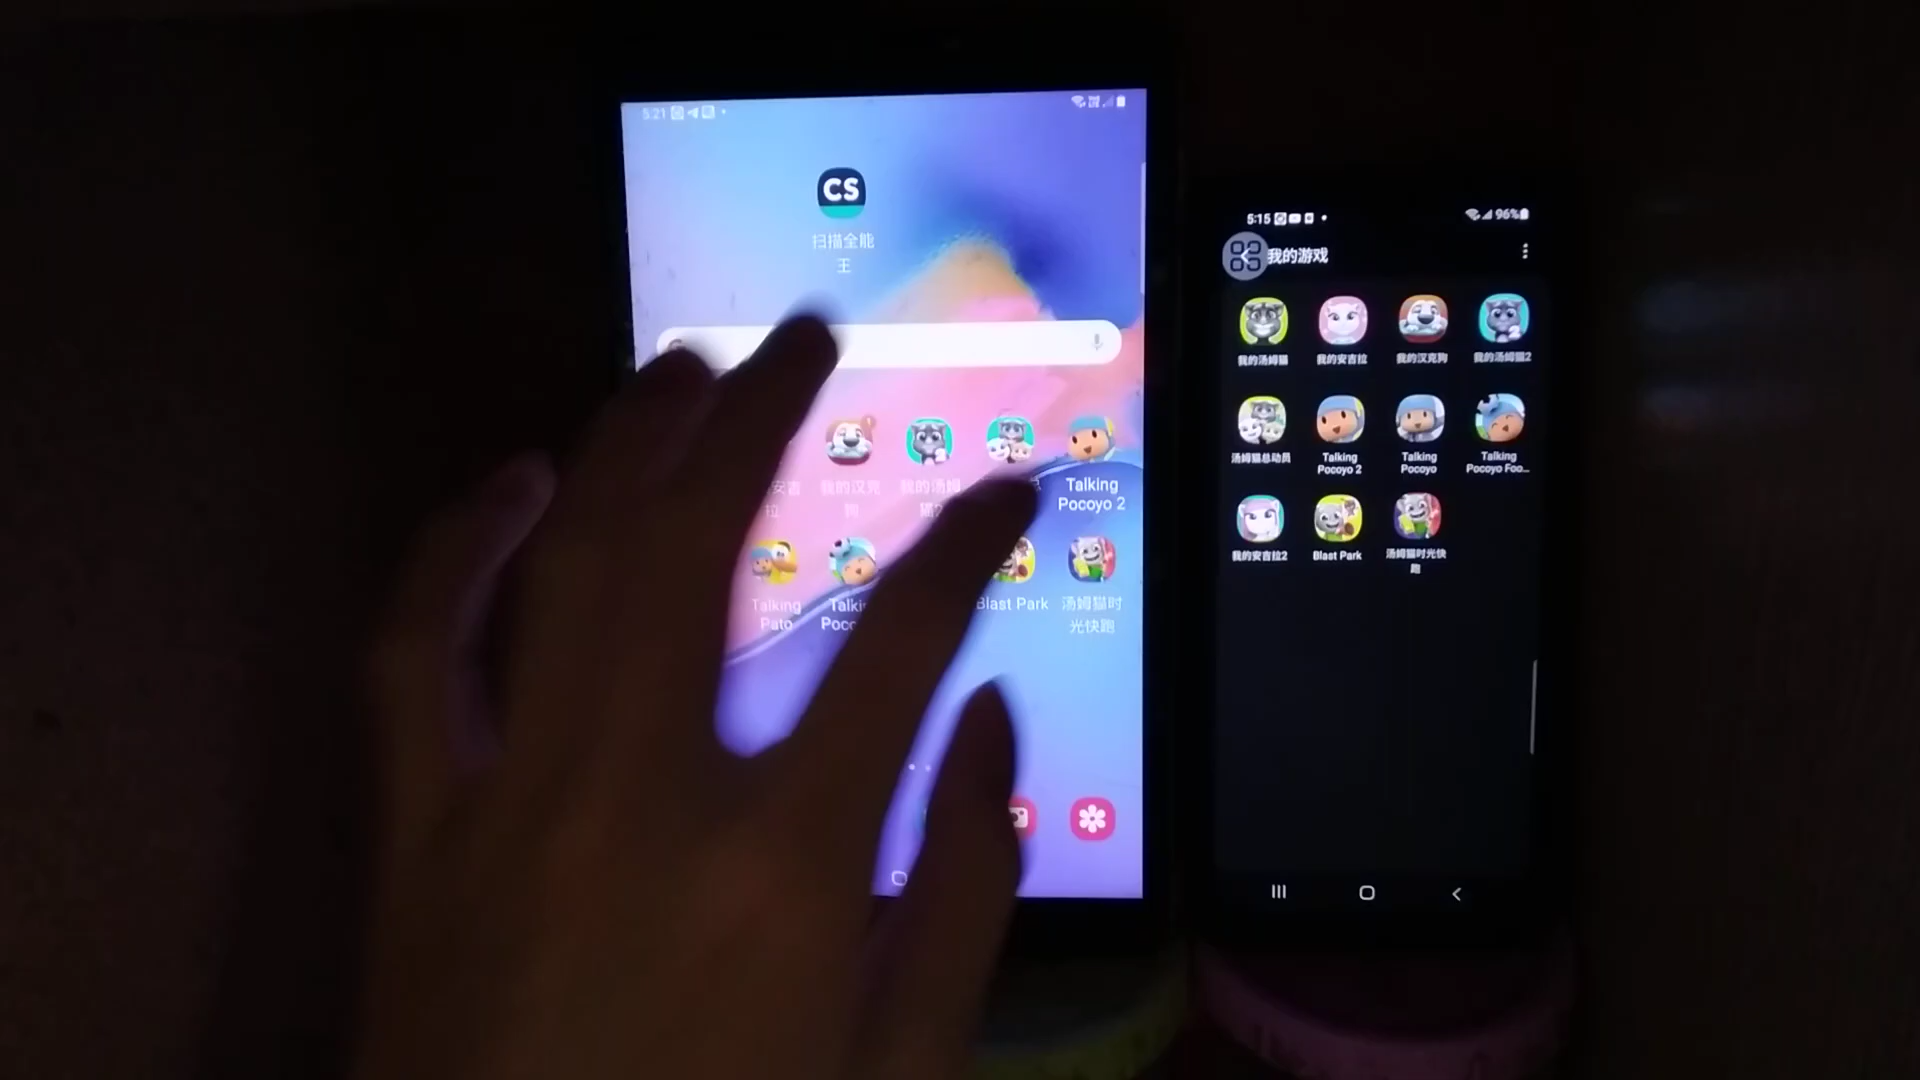 5:21
CS
扫描全能
王
安吉
拉
我的汉克
狗
我的汤姆
猫2
总
Talking
Pocoyo 2
Talking
Pato
Blast Park
汤姆猫时
光快跑
5:15
96%
我的游戏
我的汤姆猫
我的安吉拉
我的汉克狗
我的汤姆猫2
汤姆猫总动员
Talking
Pocoyo 2
Talking
Pocoyo
Talking
Pocoyo Foo...
我的安吉拉2
Blast Park
汤姆猫时光快
跑